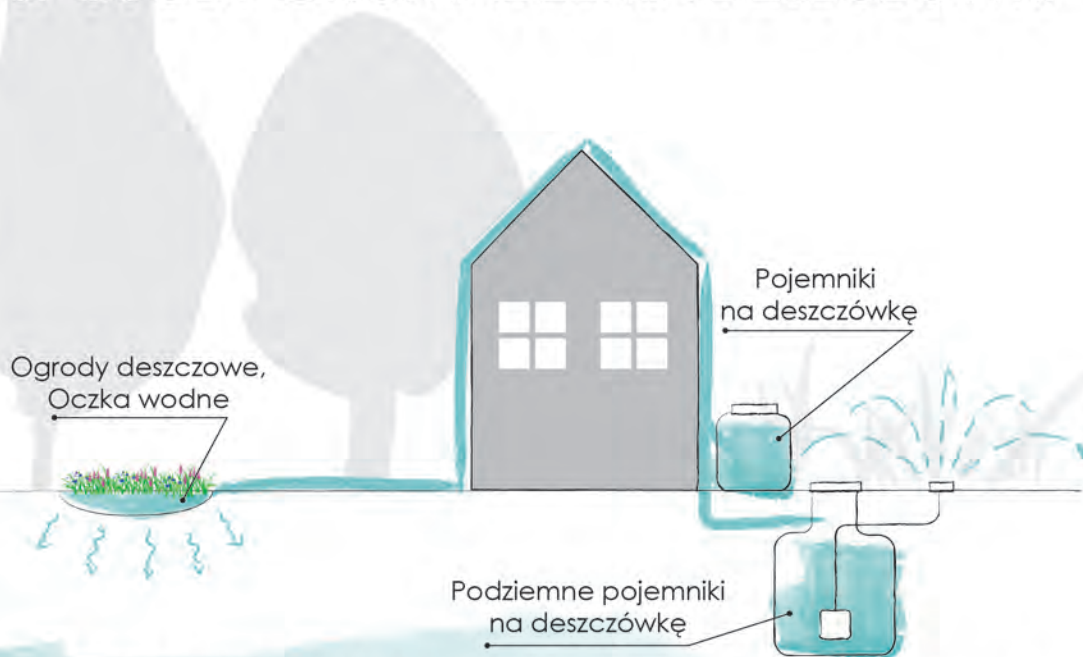 Pojemniki
na deszczówkę
Ogrody deszczowe,
Oczka wodne
Podziemne pojemniki
na deszczówkę